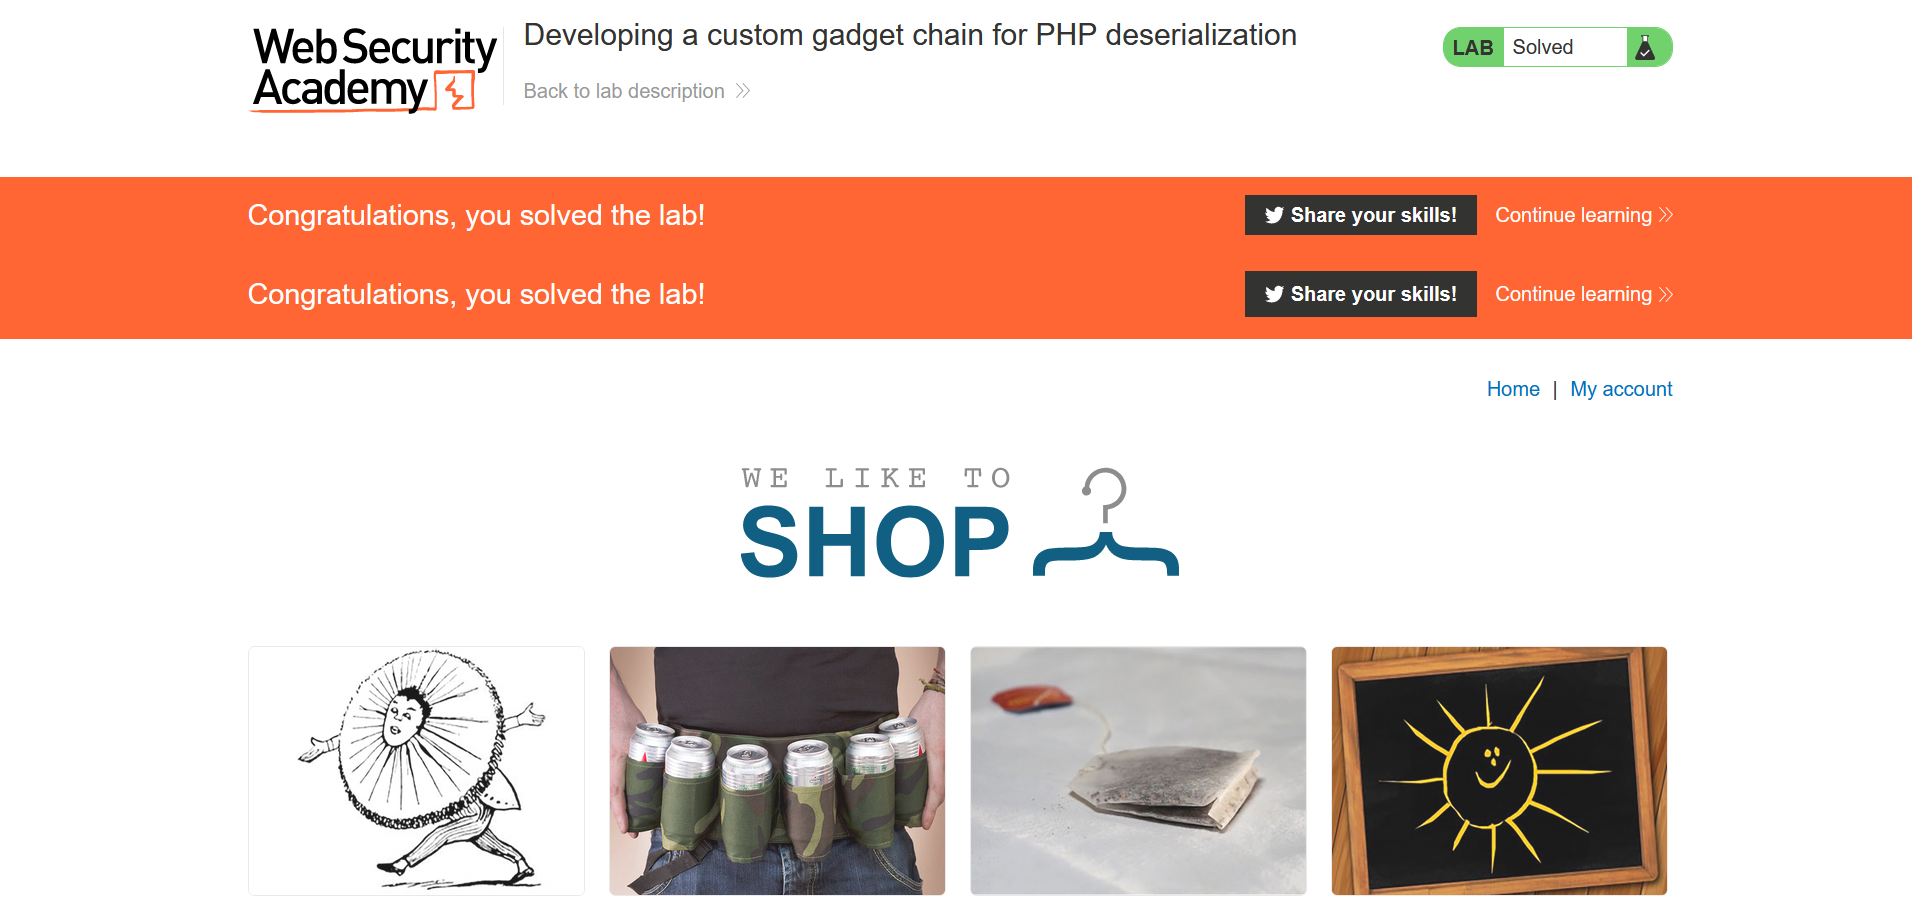 Web Security
Academy
Developing a custom gadget chain for PHP deserialization
Back to lab description
LAB Solved
Congratulations, you solved the lab!
Share your skills! Continue learning
Congratulations, you solved the lab!
Share your skills! Continue learning
Home | My account
WE LIKE TO
SHOP